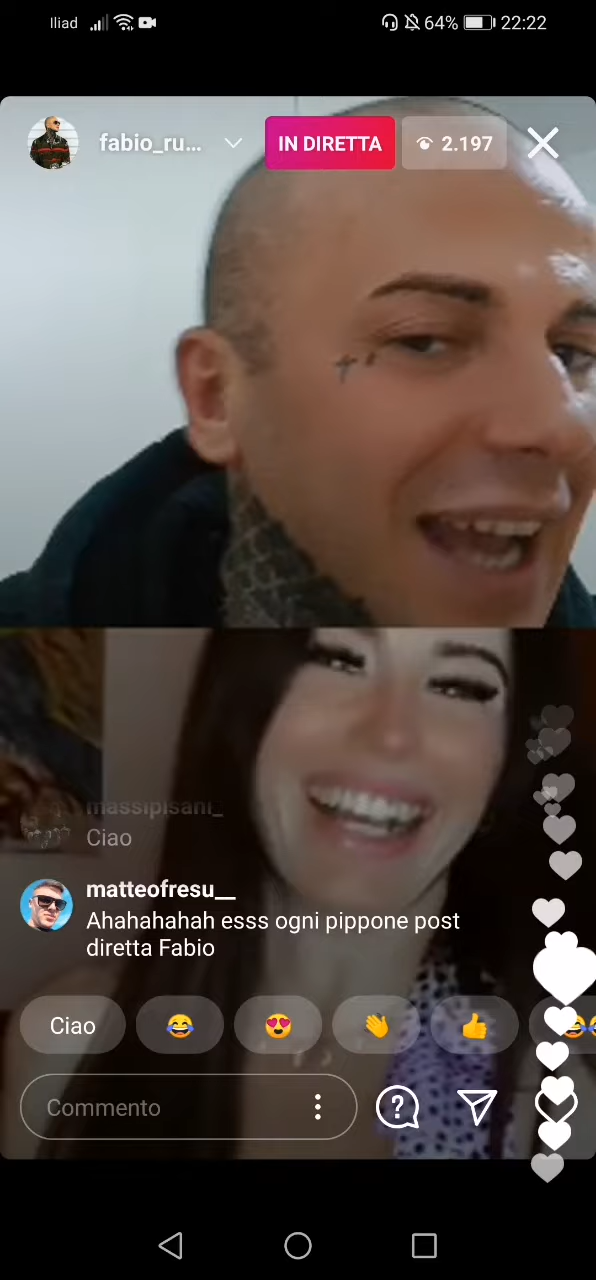 Iliad
64%
22:22
fabio_ru...
IN DIRETTA
2.197
massipisani_
Ciao
matteofresu__
Ahahahahah esss ogni pippone post
diretta Fabio
Ciao
Commento